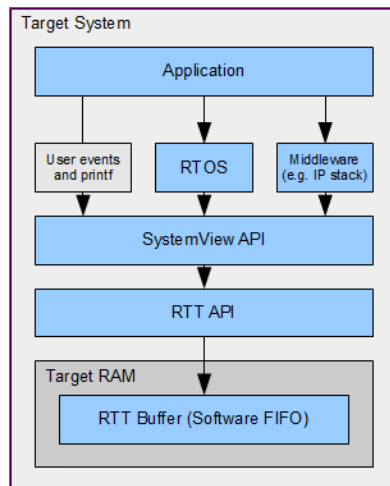 Target System
Application
User events
and printf
RTOS
Middleware
(e.g. IP stack)
SystemView API
RTT API
Target RAM
RTT Buffer (Software FIFO)